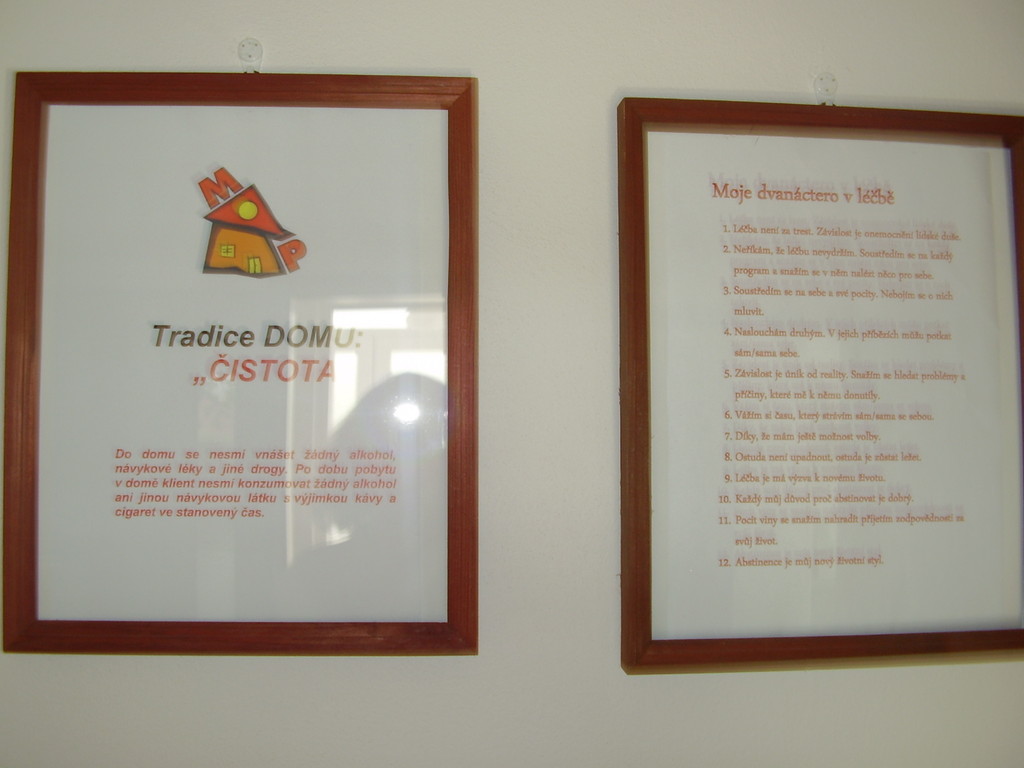 M
P
Tradice DOMU:
„ČISTOTA
Do domu se nesmí vnášet žádný alkohol,
návykové léky a jiné drogy. Po dobu pobytu
v domě klient nesmí konzumovat žádný alkohol
ani jinou návykovou látku s výjimkou kávy a
cigaret ve stanovený čas.
Moje dvanáctero v léčbě
1. Léčba není za trest. Závislost je onemocnění lidské duše.
2. Neříkám, že léčbu nevydržím. Soustředím se na každý
program a snažím se v něm nalézt něco pro sebe.
3. Soustředím se na sebe a své pocity. Nebojím se o nich
mluvit.
4. Naslouchám druhým. V jejich příbězích můžu potkat
sám/sama sebe.
5. Závislost je únik od reality. Snažím se hledat problémy a
příčiny, které mě k němu donutily.
6. Vážím si času, který strávím sám/sama se sebou.
7. Díky, že mám ještě možnost volby.
8. Ostuda není upadnout, ostuda je zůstat ležet.
9. Léčba je má výzva k novému životu.
10. Každý můj důvod proč abstinovat je dobrý.
11. Pocit viny se snažím nahradit přijetím zodpovědnosti za
svůj život.
12. Abstinence je můj nový životní styl.